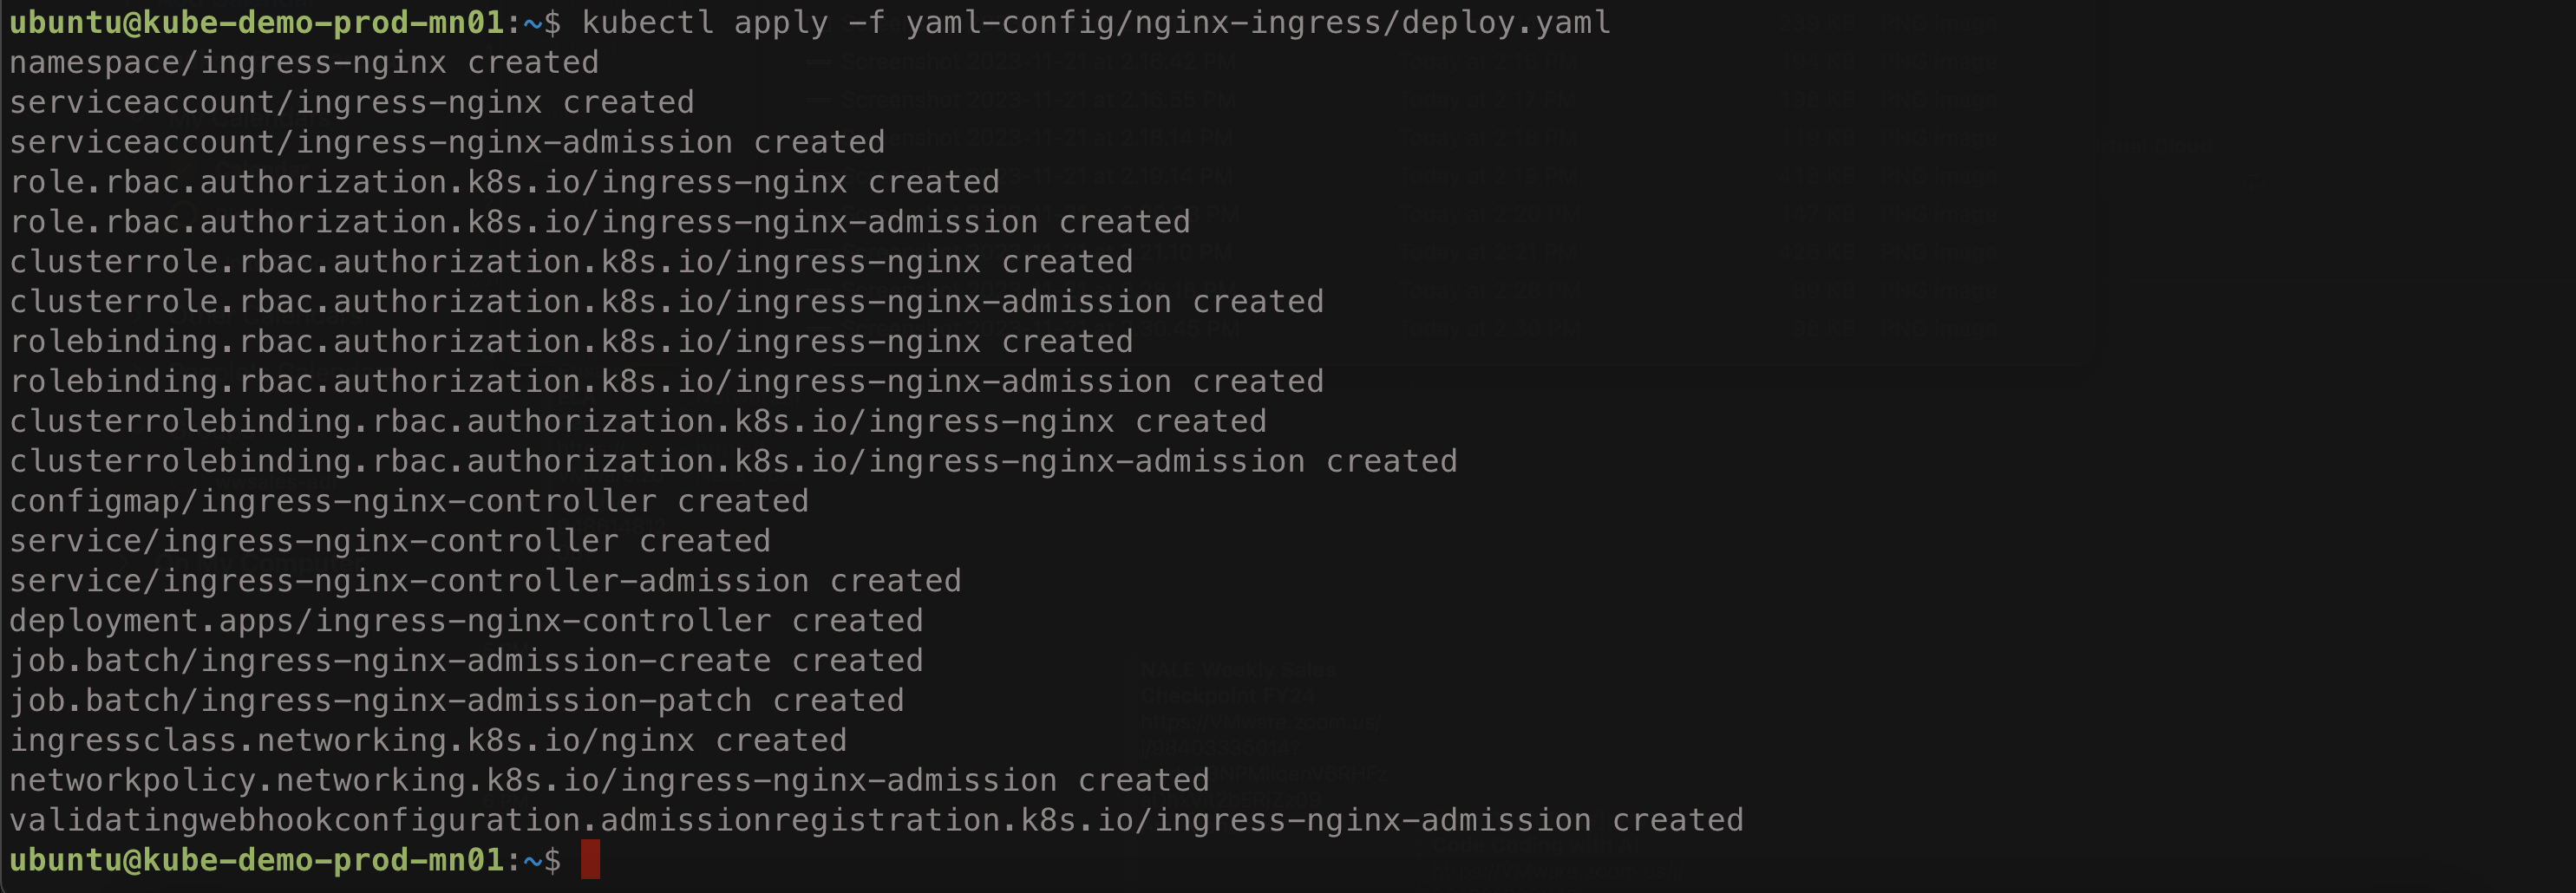 ubuntu@kube-demo-prod-mn01:~$ kubectl apply -f yaml-config/nginx-ingress/deploy.yaml
namespace/ingress-nginx created
serviceaccount/ingress-nginx created
serviceaccount/ingress-nginx-admission created
role.rbac.authorization.k8s.io/ingress-nginx created
role.rbac.authorization.k8s.io/ingress-nginx-admission created
clusterrole.rbac.authorization.k8s.io/ingress-nginx created
clusterrole.rbac.authorization.k8s.io/ingress-nginx-admission created
rolebinding.rbac.authorization.k8s.io/ingress-nginx created
rolebinding.rbac.authorization.k8s.io/ingress-nginx-admission created
clusterrolebinding.rbac.authorization.k8s.io/ingress-nginx created
clusterrolebinding.rbac.authorization.k8s.io/ingress-nginx-admission created
configmap/ingress-nginx-controller created
service/ingress-nginx-controller created
service/ingress-nginx-controller-admission created
deployment.apps/ingress-nginx-controller created
job.batch/ingress-nginx-admission-create created
job.batch/ingress-nginx-admission-patch created
ingressclass.networking.k8s.io/nginx created
networkpolicy.networking.k8s.io/ingress-nginx-admission created
validatingwebhookconfiguration.admissionregistration.k8s.io/ingress-nginx-admission created
ubuntu@kube-demo-prod-mn01:~$